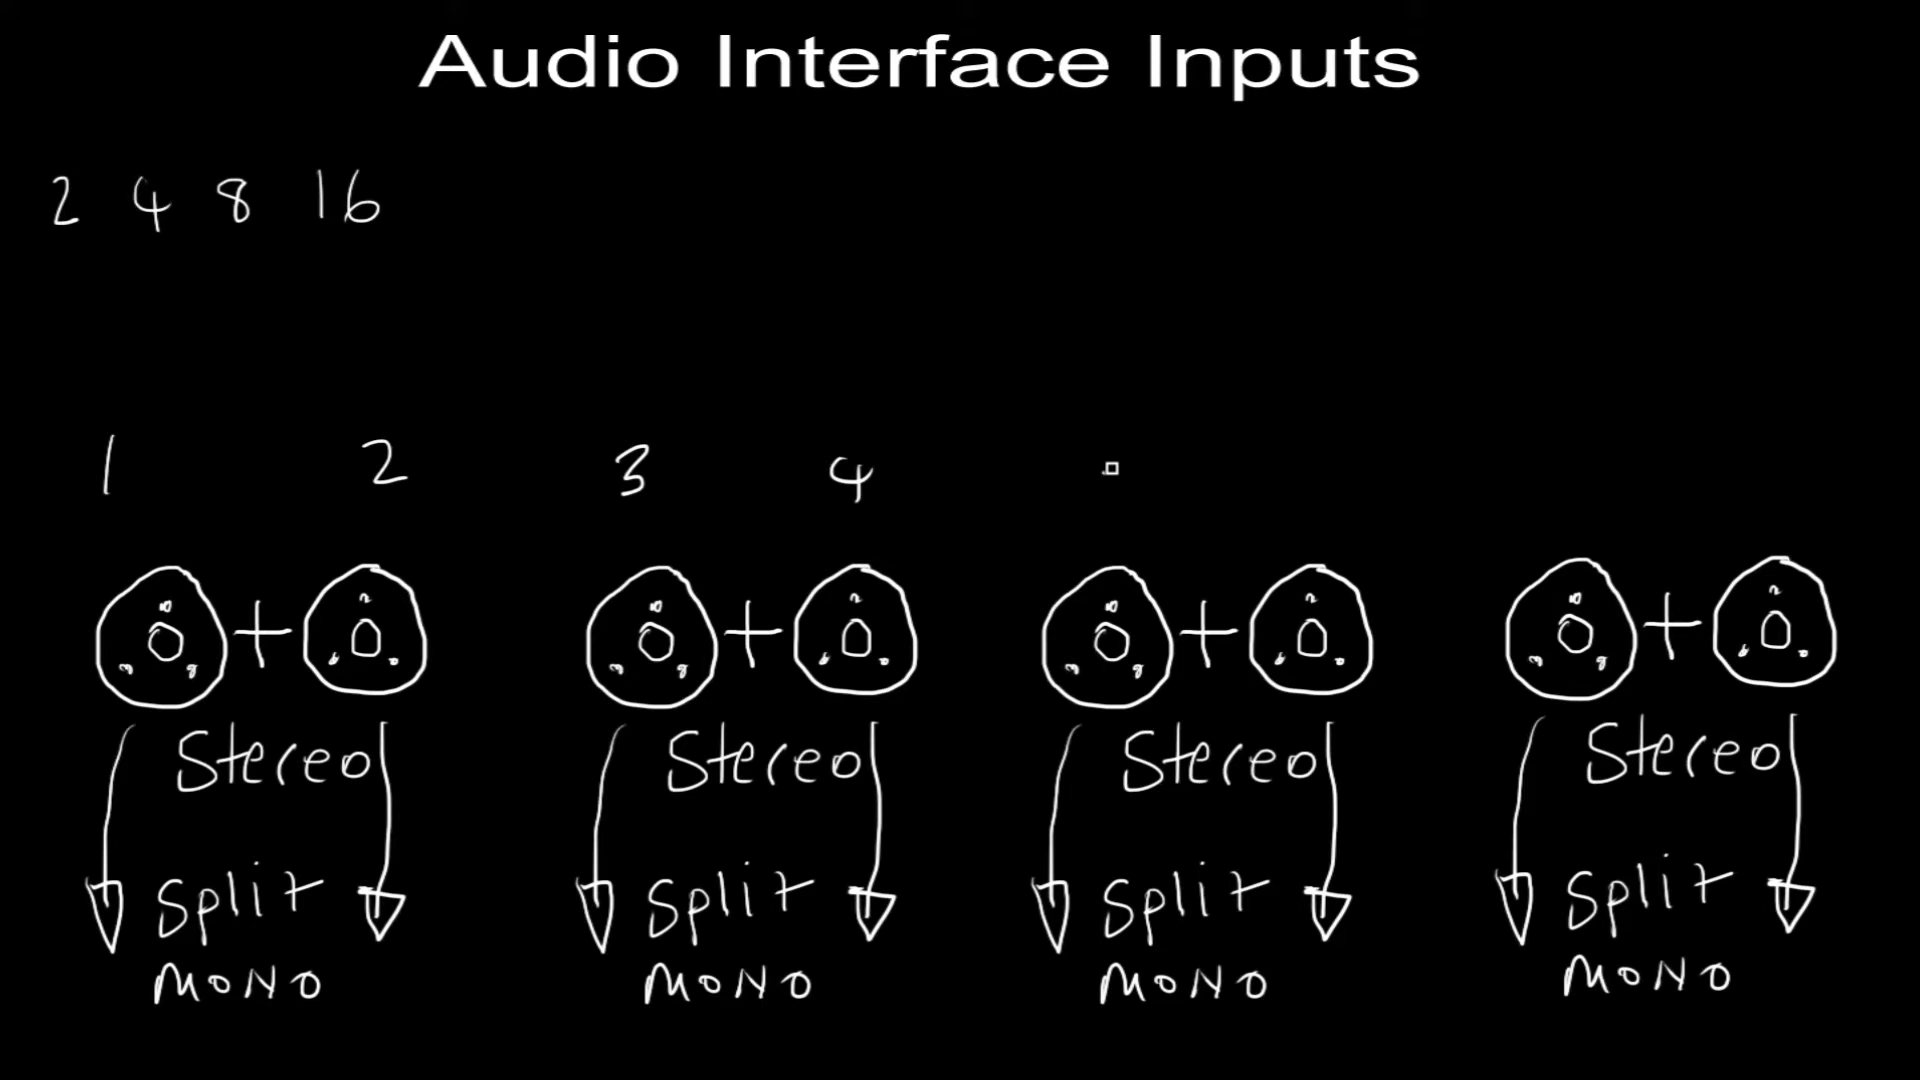 Audio Interface Inputs
2 4 8 16
1 2 3 4
+ + + +
Stereo Stereo Stereo Stereo
Split Split Split Split
MONO MONO MONO MONO